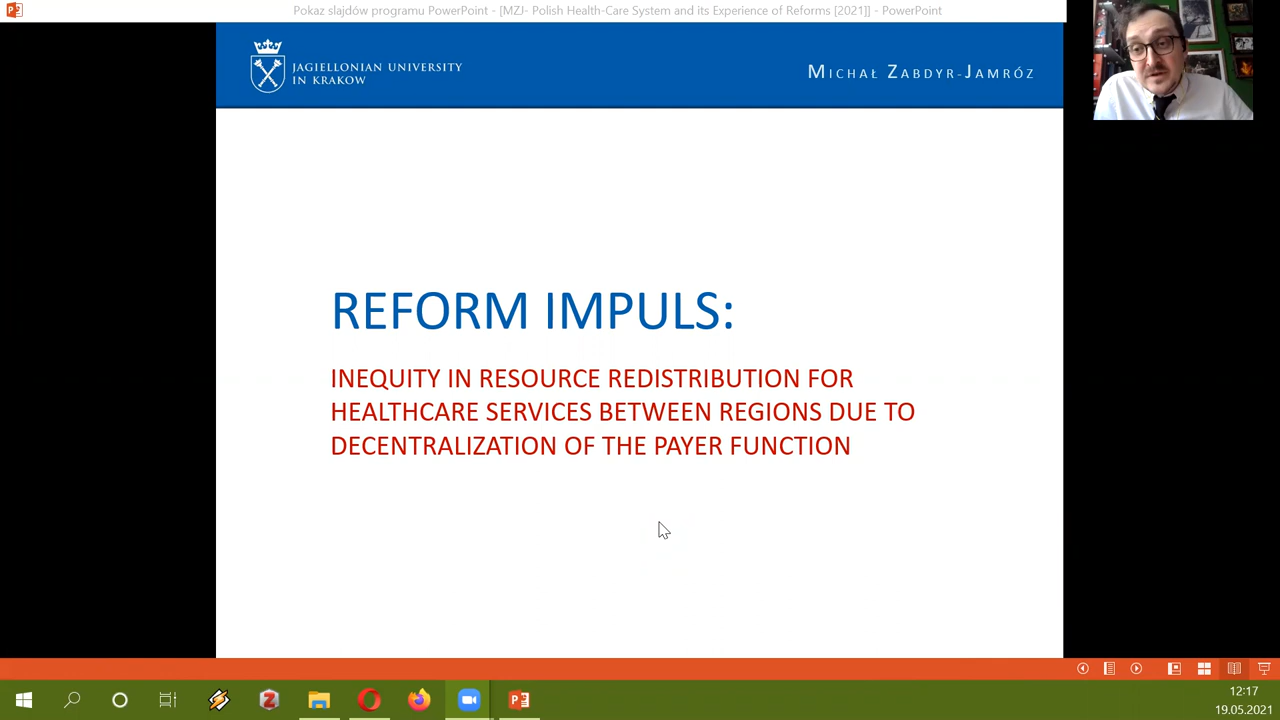 Pokaz slajdów programu PowerPoint - [MZJ- Polish Health-Care System and its Experience of Reforms [2021]] - PowerPoint
JAGIELLONIAN UNIVERSITY
IN KRAKOW
MICHAŁ ZABDYR-JAMRÓZ
REFORM IMPULS:
INEQUITY IN RESOURCE REDISTRIBUTION FOR
HEALTHCARE SERVICES BETWEEN REGIONS DUE TO
DECENTRALIZATION OF THE PAYER FUNCTION
12:17
19.05.2021